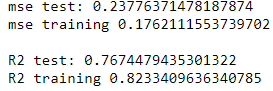 mse test: 0.23776371478187874
mse training 0.1762111553739702
R2 test: 0.7674479435301322
R2 training 0.8233409636340785